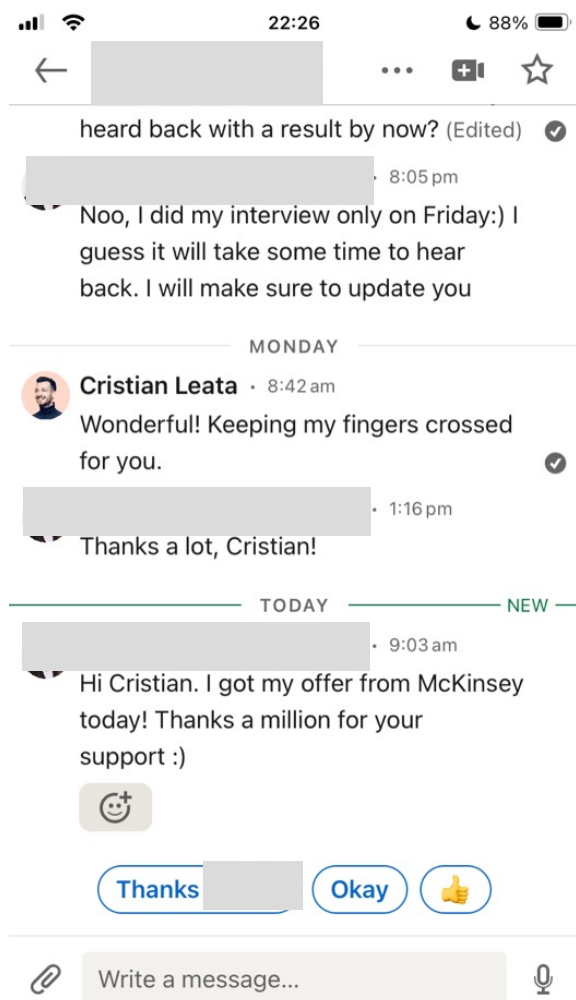 22:26
88%
heard back with a result by now? (Edited)
· 8:05 pm
Noo, I did my interview only on Friday:) I
guess it will take some time to hear
back. I will make sure to update you
MONDAY
Cristian Leata · 8:42 am
Wonderful! Keeping my fingers crossed
for you.
· 1:16 pm
Thanks a lot, Cristian!
TODAY NEW
· 9:03 am
Hi Cristian. I got my offer from McKinsey
today! Thanks a million for your
support :)
Thanks Okay 👍
Write a message...